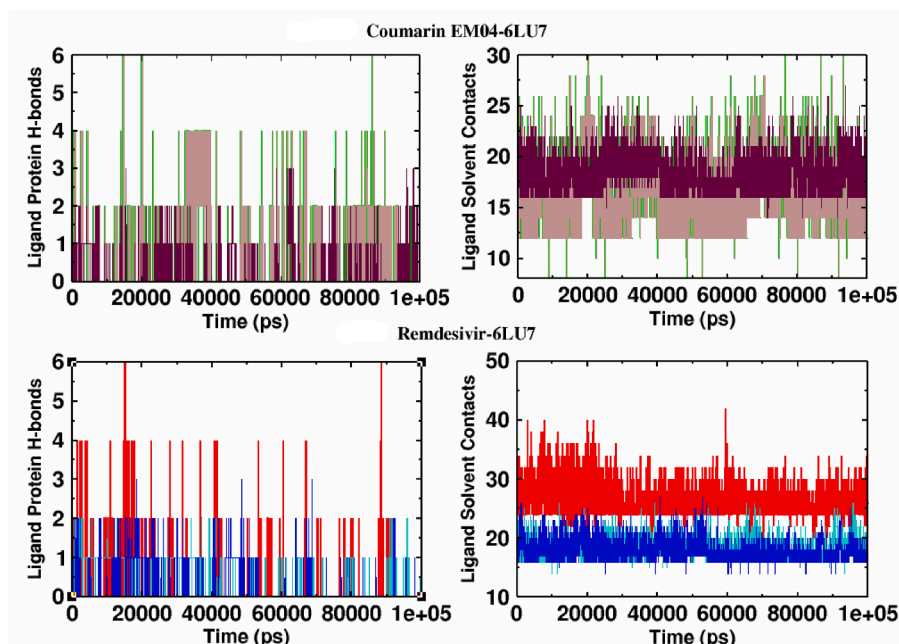 Coumarin EM04-6LU7
Ligand Protein H-bonds
6
5
4
3
2
1
0
0 20000 40000 60000 80000 1e+05
Time (ps)
Ligand Solvent Contacts
30
25
20
15
10
0 20000 40000 60000 80000 1e+05
Time (ps)
Remdesivir-6LU7
Ligand Protein H-bonds
6
5
4
3
2
1
0
0 20000 40000 60000 80000 1e+05
Time (ps)
Ligand Solvent Contacts
50
40
30
20
10
0 20000 40000 60000 80000 1e+05
Time (ps)